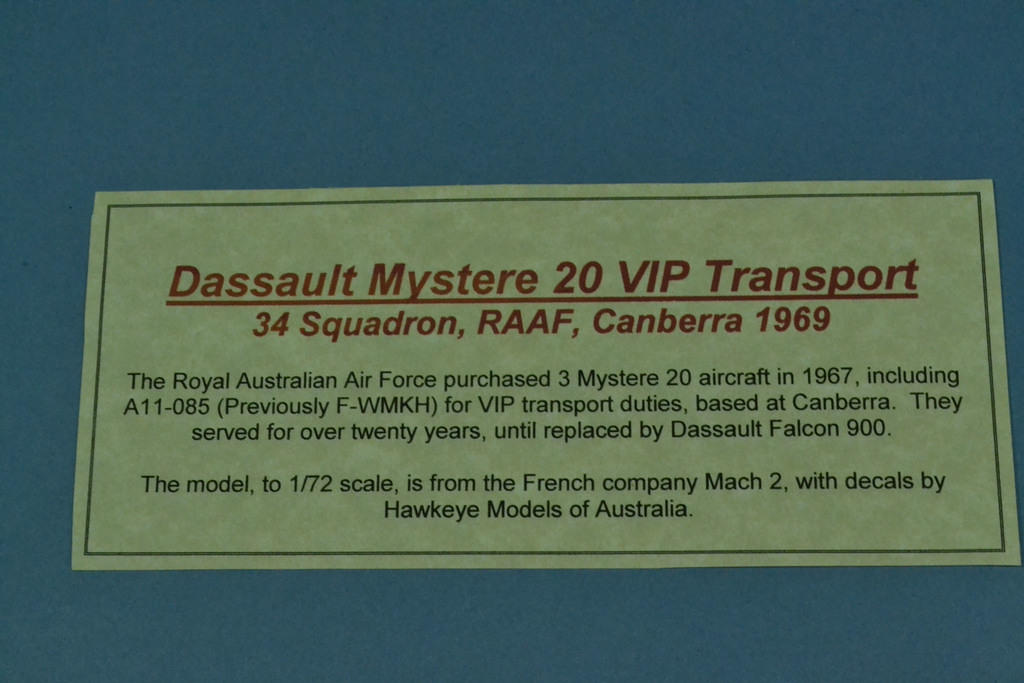 Dassault Mystere 20 VIP Transport
34 Squadron, RAAF, Canberra 1969
The Royal Australian Air Force purchased 3 Mystere 20 aircraft in 1967, including
A11-085 (Previously F-WMKH) for VIP transport duties, based at Canberra. They
served for over twenty years, until replaced by Dassault Falcon 900.
The model, to 1/72 scale, is from the French company Mach 2, with decals by
Hawkeye Models of Australia.